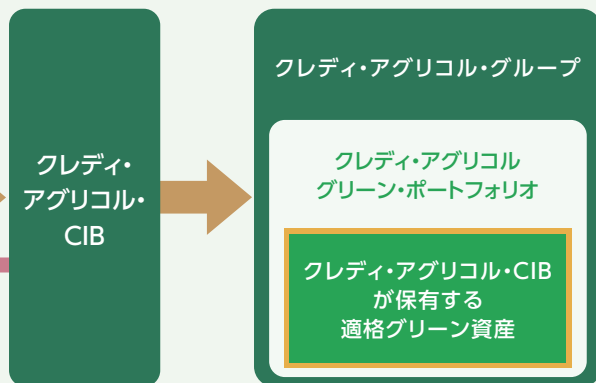 クレディ・
アグリコル・
CIB
クレディ・アグリコル・グループ
クレディ・アグリコル
グリーン・ポートフォリオ
クレディ・アグリコル・CIB
が保有する
適格グリーン資産